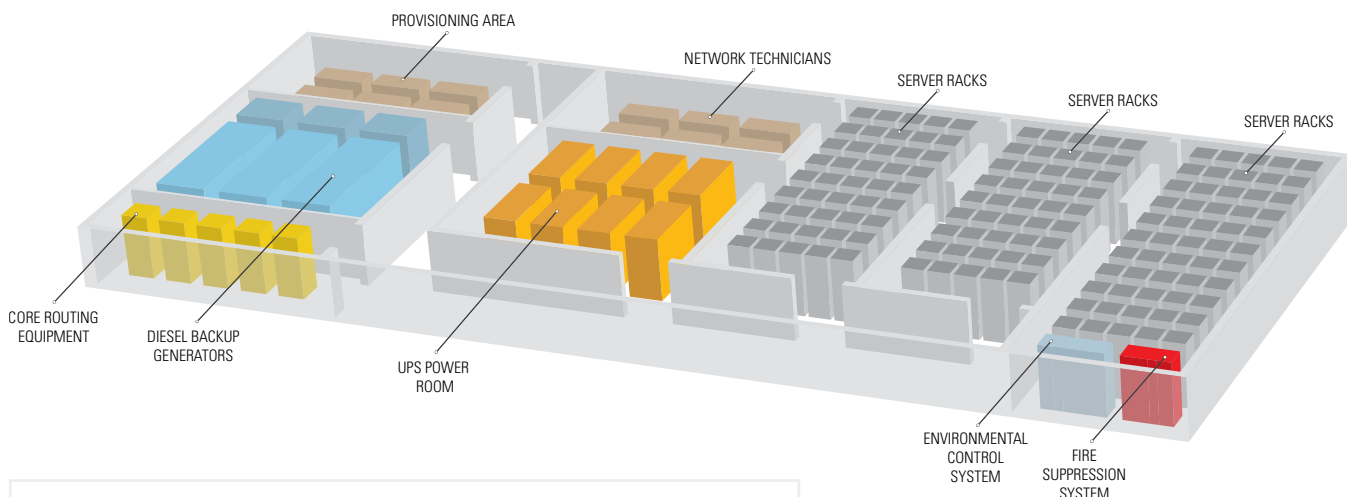 PROVISIONING AREA
NETWORK TECHNICIANS
SERVER RACKS
SERVER RACKS
SERVER RACKS
CORE ROUTING
EQUIPMENT
DIESEL BACKUP
GENERATORS
UPS POWER
ROOM
ENVIRONMENTAL
CONTROL
SYSTEM
FIRE
SUPPRESSION
SYSTEM